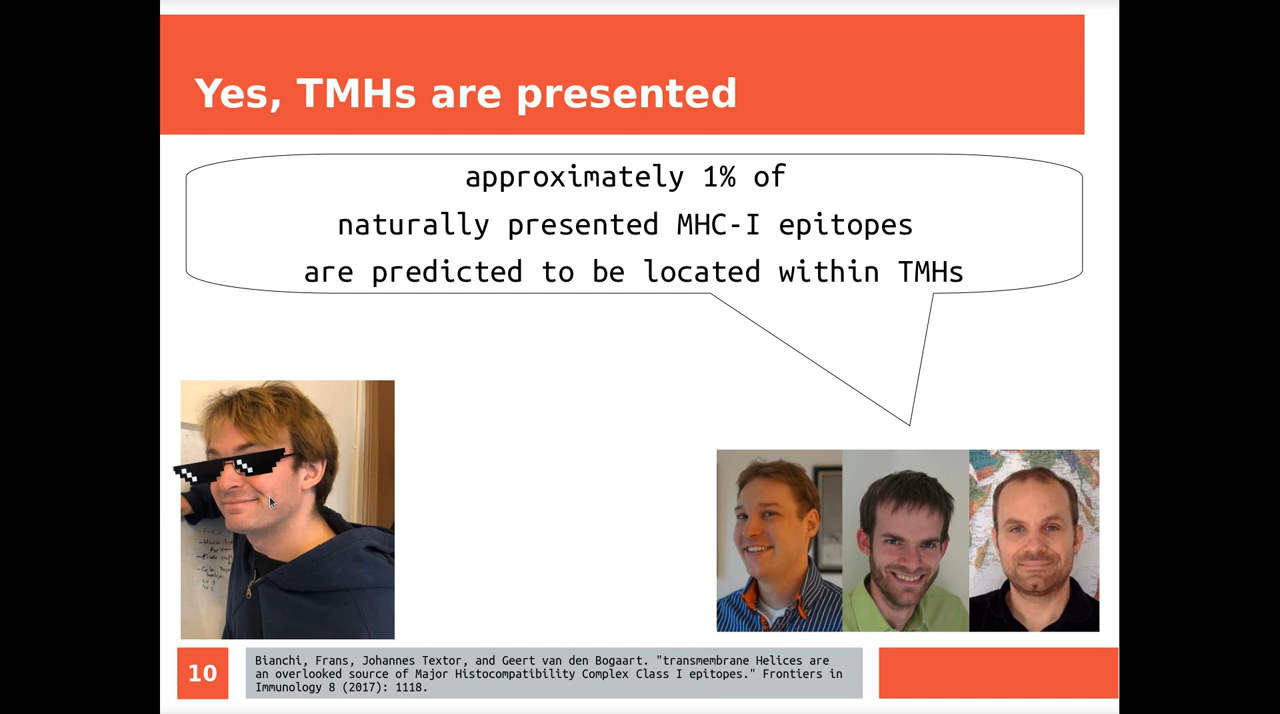 Yes, TMHs are presented
approximately 1% of
naturally presented MHC-I epitopes
are predicted to be located within TMHs
10
Bianchi, Frans, Johannes Textor, and Geert van den Bogaart. "transmembrane Helices are
an overlooked source of Major Histocompatibility Complex Class I epitopes." Frontiers in
Immunology 8 (2017): 1118.